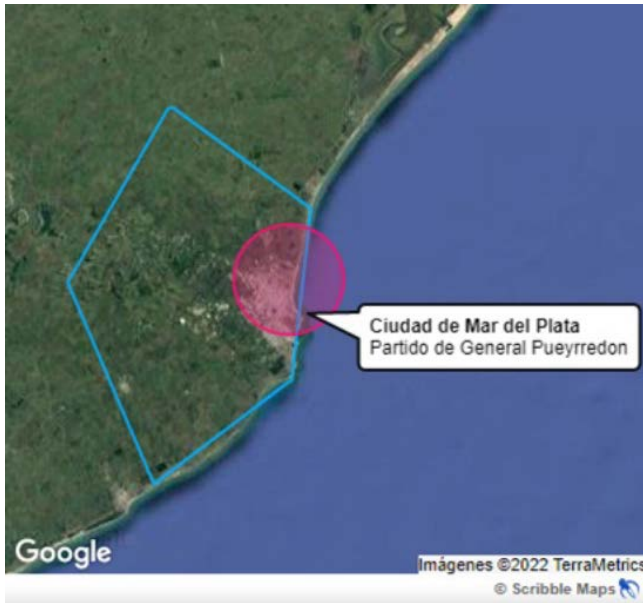 Ciudad de Mar del Plata
Partido de General Pueyrredon
Google
Imágenes ©2022 TerraMetrics
© Scribble Maps